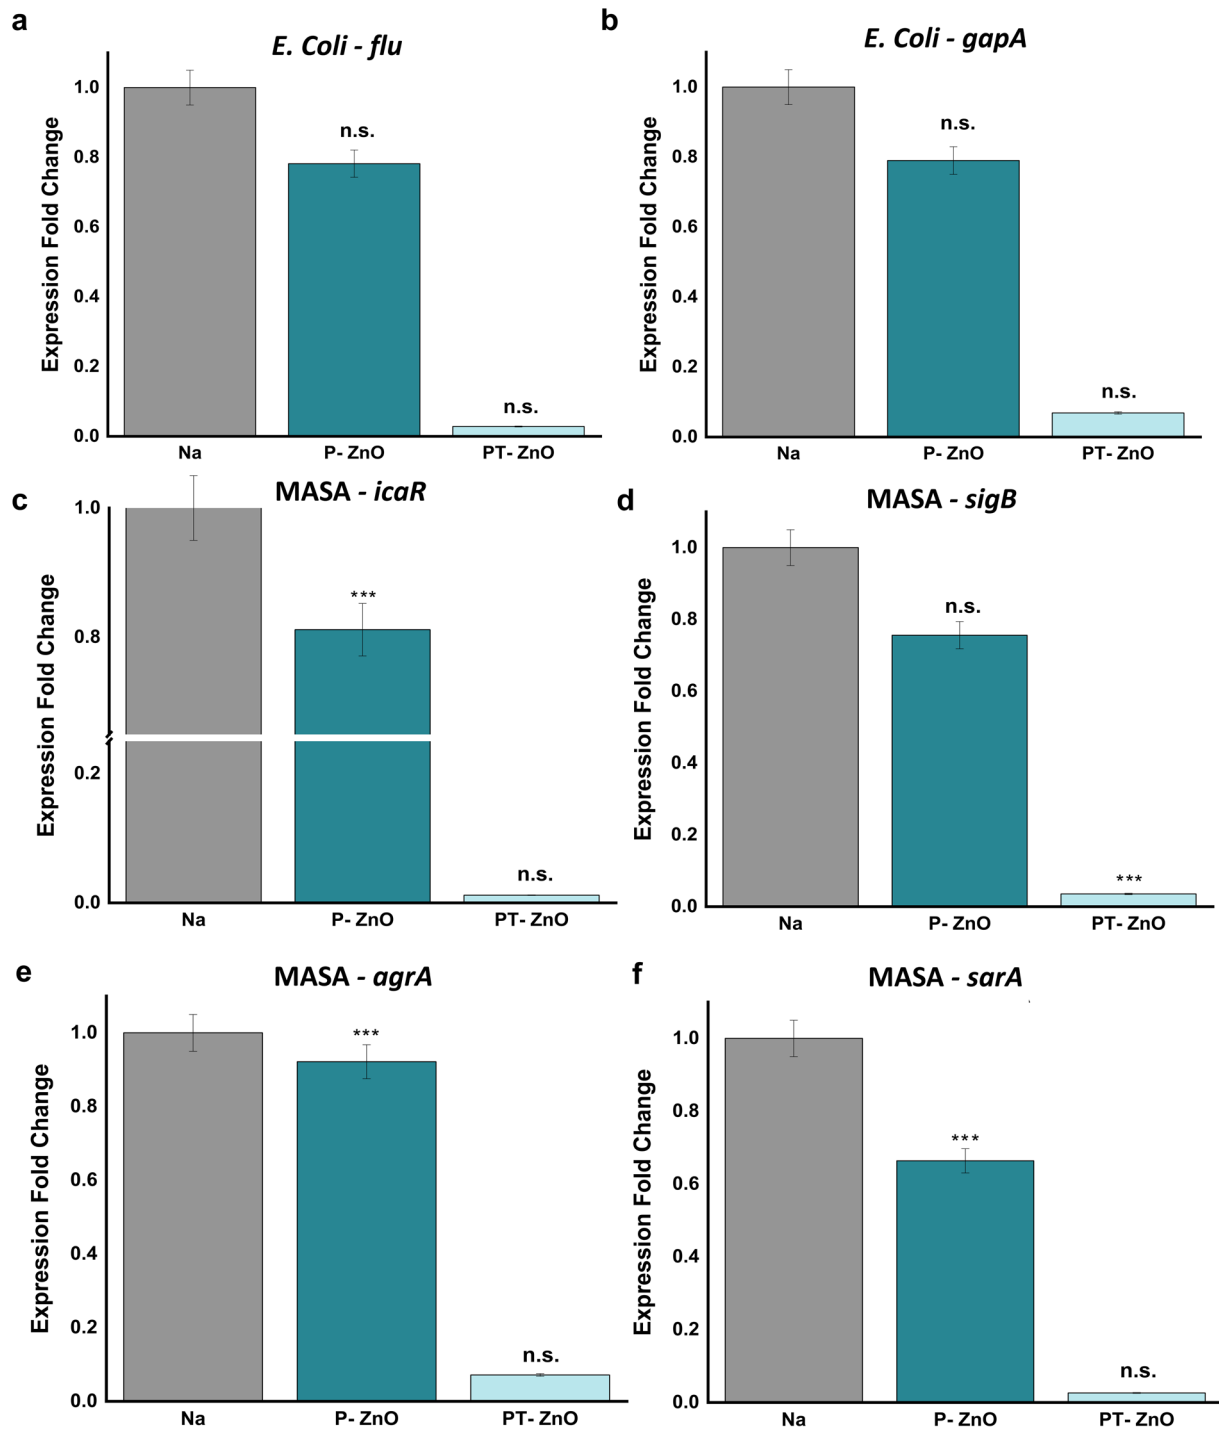 a
E. Coli - flu
Expression Fold Change
1.0
0.8
0.6
0.4
0.2
0.0
n.s.
n.s.
Na
P- ZnO
PT- ZnO
b
E. Coli - gapA
Expression Fold Change
1.0
0.8
0.6
0.4
0.2
0.0
n.s.
n.s.
Na
P- ZnO
PT- ZnO
c
MASA - icaR
Expression Fold Change
1.0
0.8
0.2
0.0
***
n.s.
Na
P- ZnO
PT- ZnO
d
MASA - sigB
Expression Fold Change
1.0
0.8
0.6
0.4
0.2
0.0
n.s.
***
Na
P- ZnO
PT- ZnO
e
MASA - agrA
Expression Fold Change
1.0
0.8
0.6
0.4
0.2
0.0
***
n.s.
Na
P- ZnO
PT- ZnO
f
MASA - sarA
Expression Fold Change
1.0
0.8
0.6
0.4
0.2
0.0
***
n.s.
Na
P- ZnO
PT- ZnO